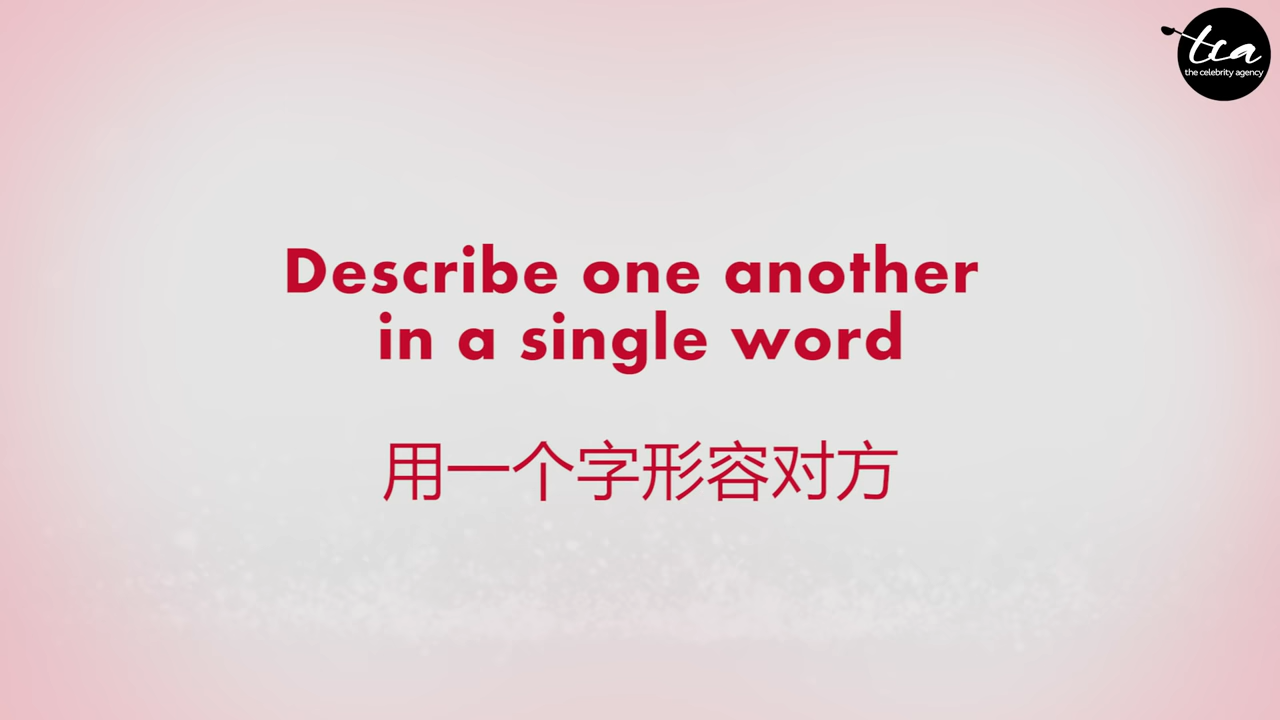 tca
the celebrity agency
Describe one another
in a single word
用一个字形容对方